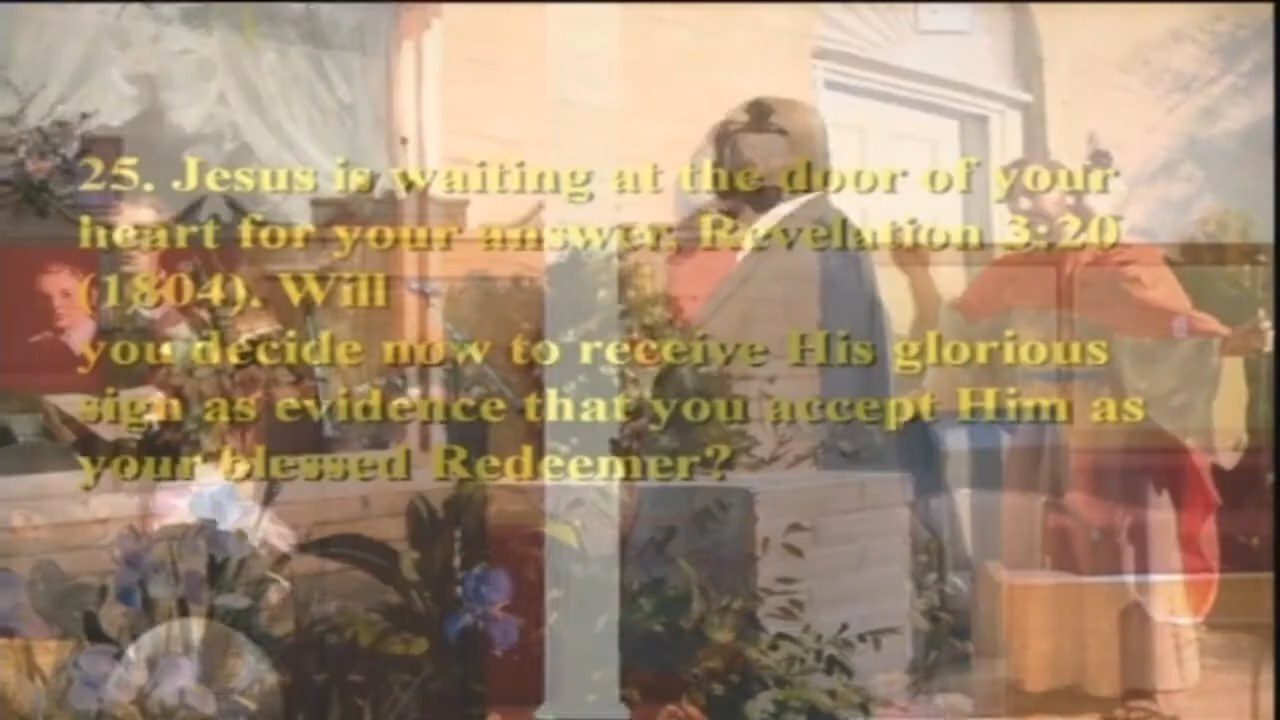 25. Jesus is waiting at the door of your
heart for your answer, Revelation 3:20
(1804). Will
you decide now to receive His glorious
sign as evidence that you accept Him as
your blessed Redeemer?